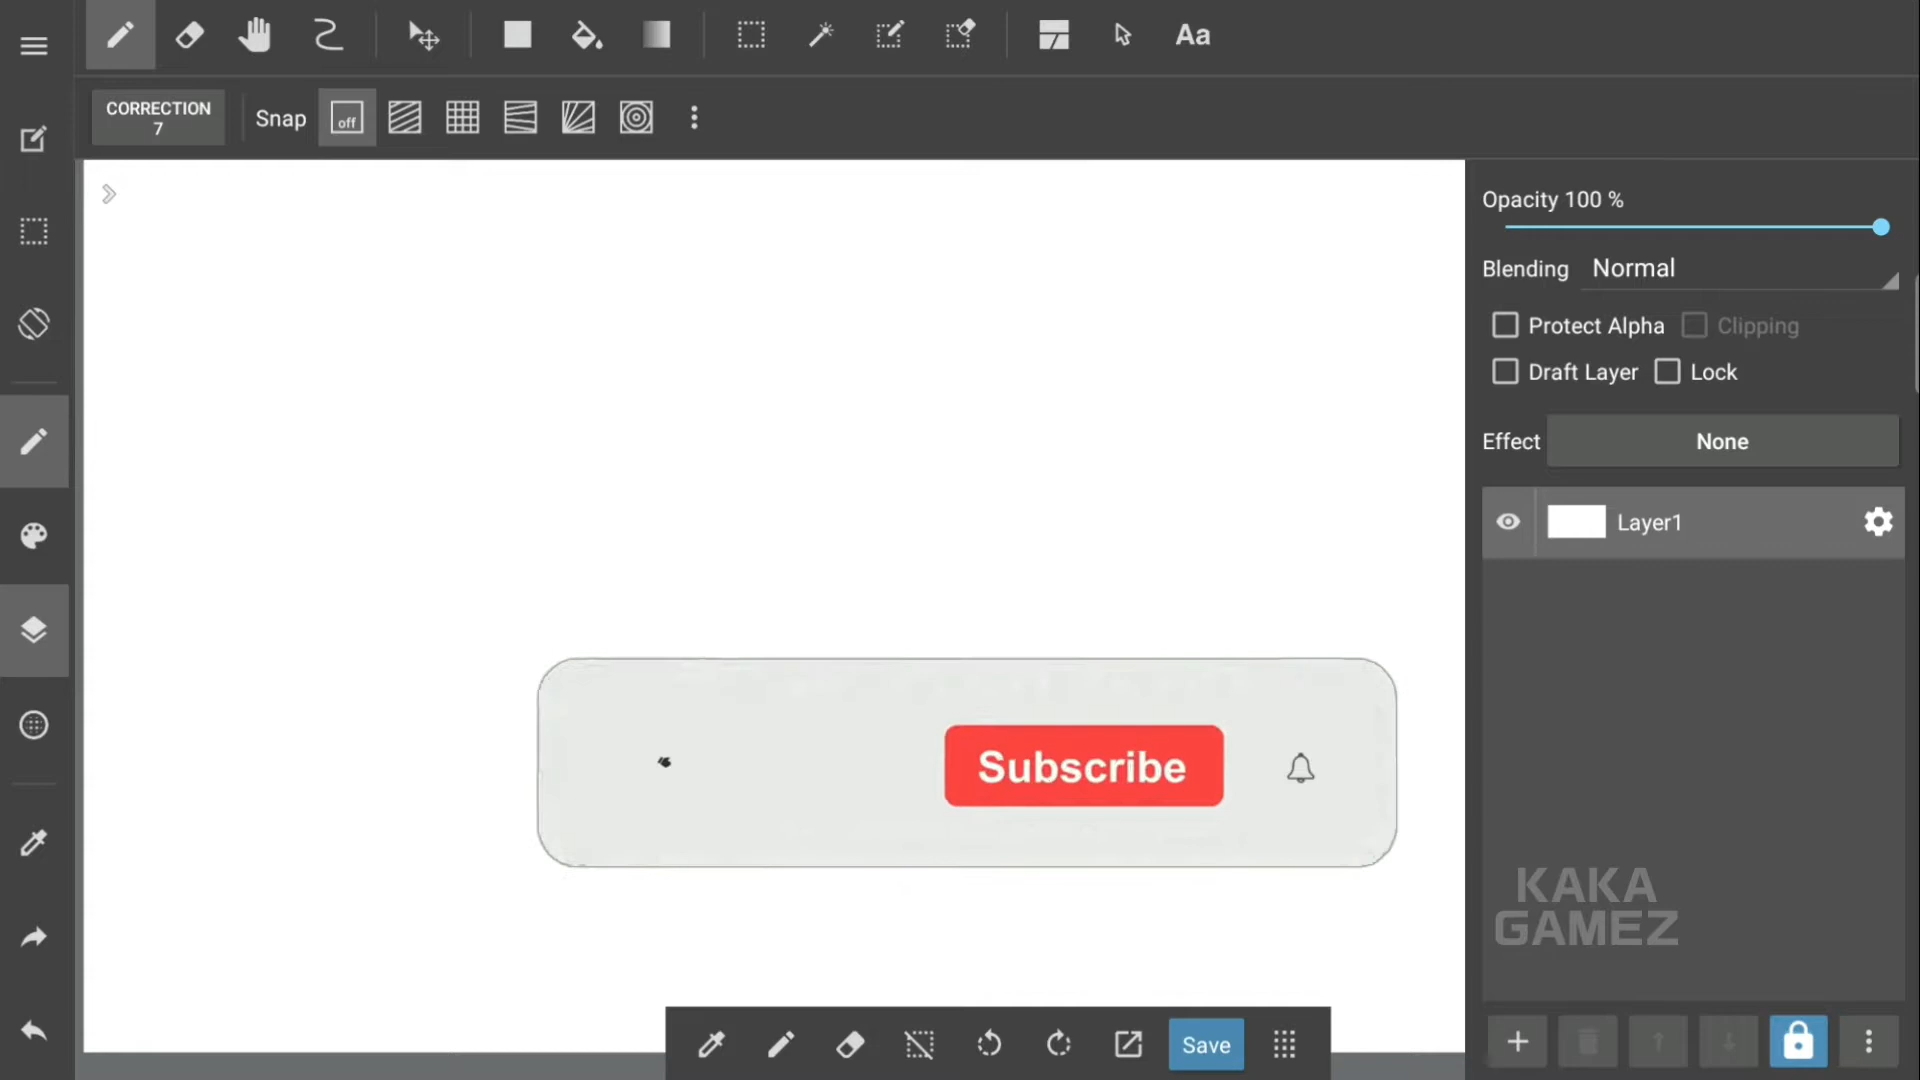 Aa
CORRECTION
7
Snap
off
Opacity 100 %
Blending Normal
Protect Alpha Clipping
Draft Layer Lock
Effect None
Layer1
Subscribe
KAKA
GAMEZ
Save